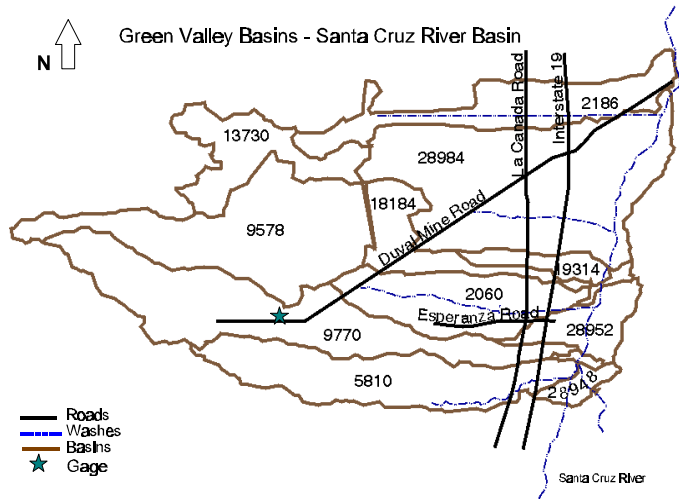 Green Valley Basins - Santa Cruz River Basin
N
La Canada Road
Interstate 19
2186
13730
28984
18184
9578
Duval Mine Road
19314
2060
Esperanza Road
28952
9770
5810
28948
Roads
Washes
Basins
Gage
Santa Cruz River